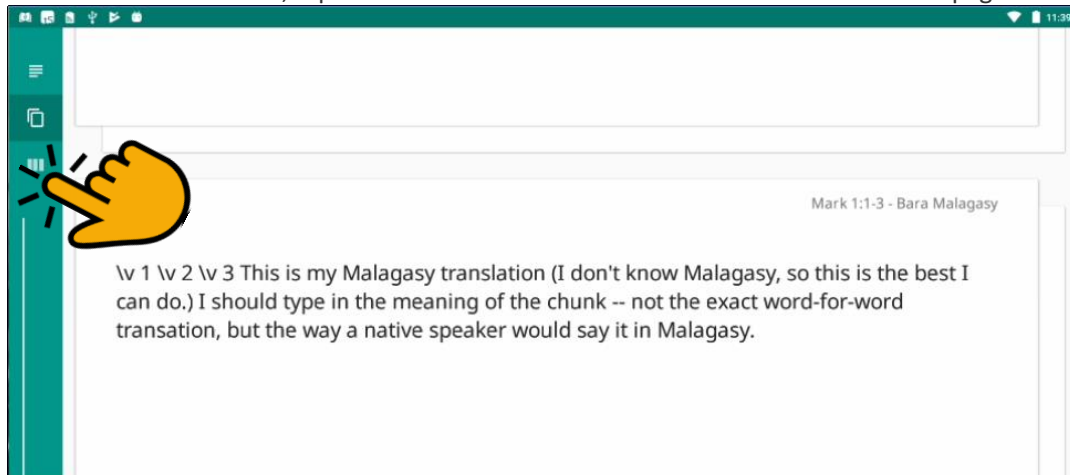 11:39
Mark 1:1-3 - Bara Malagasy
\v 1 \v 2 \v 3 This is my Malagasy translation (I don't know Malagasy, so this is the best I
can do.) I should type in the meaning of the chunk -- not the exact word-for-word
transation, but the way a native speaker would say it in Malagasy.